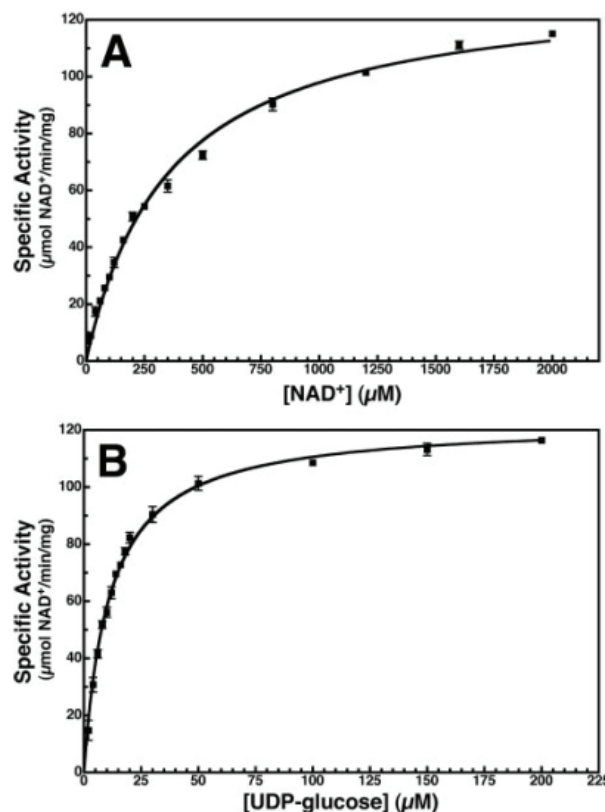 A
120
100
80
60
40
20
0
Specific Activity
(µmol NAD⁺/min/mg)
0 250 500 750 1000 1250 1500 1750 2000
[NAD⁺] (µM)
B
120
100
80
60
40
20
0
Specific Activity
(µmol NAD⁺/min/mg)
0 25 50 75 100 125 150 175 200 225
[UDP-glucose] (µM)